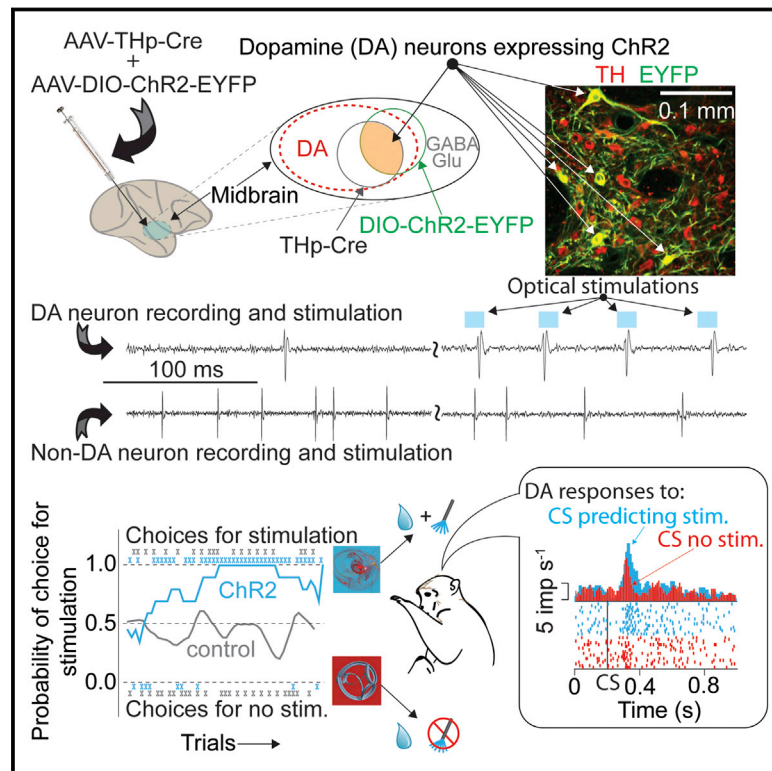 AAV-THp-Cre
+
AAV-DIO-ChR2-EYFP
Dopamine (DA) neurons expressing ChR2
TH EYFP
0.1 mm
DA
GABA
Glu
Midbrain
DIO-ChR2-EYFP
THp-Cre
Optical stimulations
DA neuron recording and stimulation
~
100 ms
~
Non-DA neuron recording and stimulation
DA responses to:
CS predicting stim.
CS no stim.
5 imp s⁻¹
0 CS 0.4 0.8
Time (s)
+
Probability of choice for
stimulation
Choices for stimulation
1.0
ChR2
0.5
control
0.0
Choices for no stim.
Trials